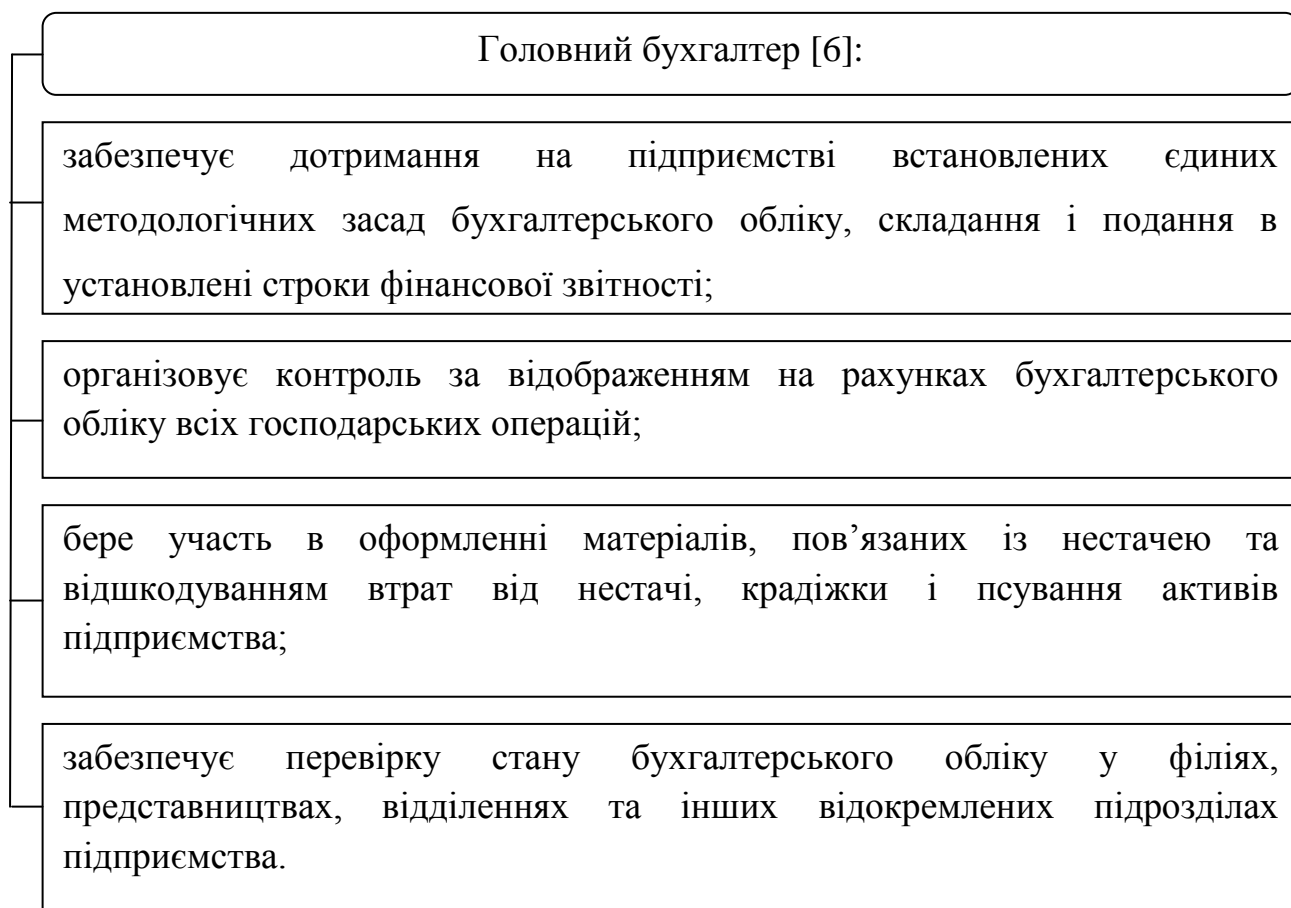 Головний бухгалтер [6]:
забезпечує дотримання на підприємстві встановлених єдиних
методологічних засад бухгалтерського обліку, складання і подання в
установлені строки фінансової звітності;
організовує контроль за відображенням на рахунках бухгалтерського
обліку всіх господарських операцій;
бере участь в оформленні матеріалів, пов’язаних із нестачею та
відшкодуванням втрат від нестачі, крадіжки і псування активів
підприємства;
забезпечує перевірку стану бухгалтерського обліку у філіях,
представництвах, відділеннях та інших відокремлених підрозділах
підприємства.